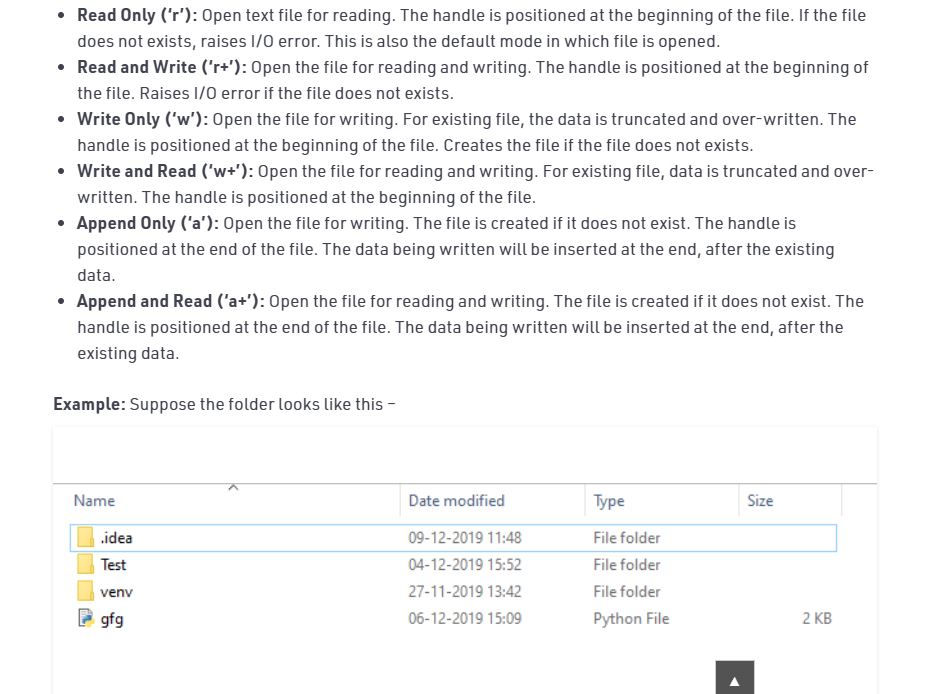 • Read Only (‘r’): Open text file for reading. The handle is positioned at the beginning of the file. If the file
does not exists, raises I/O error. This is also the default mode in which file is opened.
• Read and Write (‘r+’): Open the file for reading and writing. The handle is positioned at the beginning of
the file. Raises I/O error if the file does not exists.
• Write Only (‘w’): Open the file for writing. For existing file, the data is truncated and over-written. The
handle is positioned at the beginning of the file. Creates the file if the file does not exists.
• Write and Read (‘w+’): Open the file for reading and writing. For existing file, data is truncated and over-
written. The handle is positioned at the beginning of the file.
• Append Only (‘a’): Open the file for writing. The file is created if it does not exist. The handle is
positioned at the end of the file. The data being written will be inserted at the end, after the existing
data.
• Append and Read (‘a+’): Open the file for reading and writing. The file is created if it does not exist. The
handle is positioned at the end of the file. The data being written will be inserted at the end, after the
existing data.
Example: Suppose the folder looks like this –
Name Date modified Type Size
.idea 09-12-2019 11:48 File folder
Test 04-12-2019 15:52 File folder
venv 27-11-2019 13:42 File folder
gfg 06-12-2019 15:09 Python File 2 KB